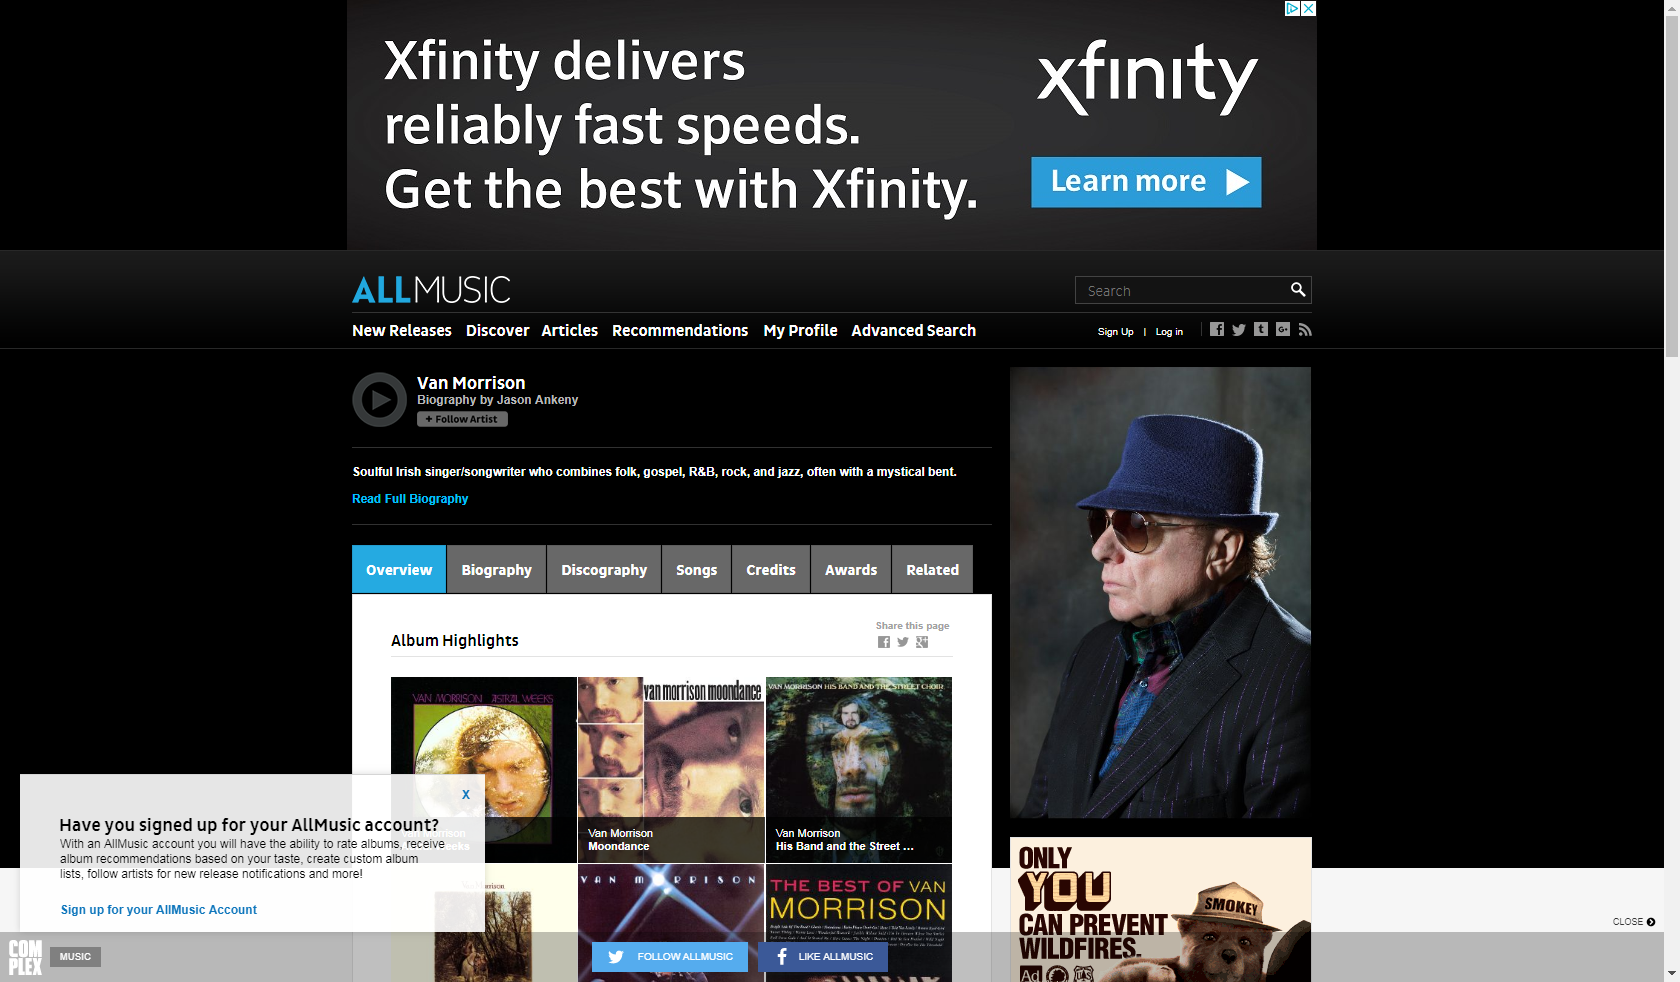 Xfinity delivers
reliably fast speeds.
Get the best with Xfinity.
xfinity
Learn more
ALLMUSIC
Search
New Releases Discover Articles Recommendations My Profile Advanced Search
Sign Up | Log in
Van Morrison
Biography by Jason Ankeny
+ Follow Artist
Soulful Irish singer/songwriter who combines folk, gospel, R&B, rock, and jazz, often with a mystical bent.
Read Full Biography
Overview Biography Discography Songs Credits Awards Related
Album Highlights
Share this page
VAN MORRISON ASTRAL WEEKS
van morrison moondance
VAN MORRISON HIS BAND AND THE STREET CHOIR
Van Morrison
Moondance
Van Morrison
His Band and the Street ...
X
Have you signed up for your AllMusic account?
With an AllMusic account you will have the ability to rate albums, receive
album recommendations based on your taste, create custom album
lists, follow artists for new release notifications and more!
Sign up for your AllMusic Account
Van Morrison
VAN MORRISON
THE BEST OF VAN
MORRISON
ONLY
YOU
CAN PREVENT
WILDFIRES.
SMOKEY
Ad
CLOSE
COM
PLEX
MUSIC
FOLLOW ALLMUSIC
LIKE ALLMUSIC